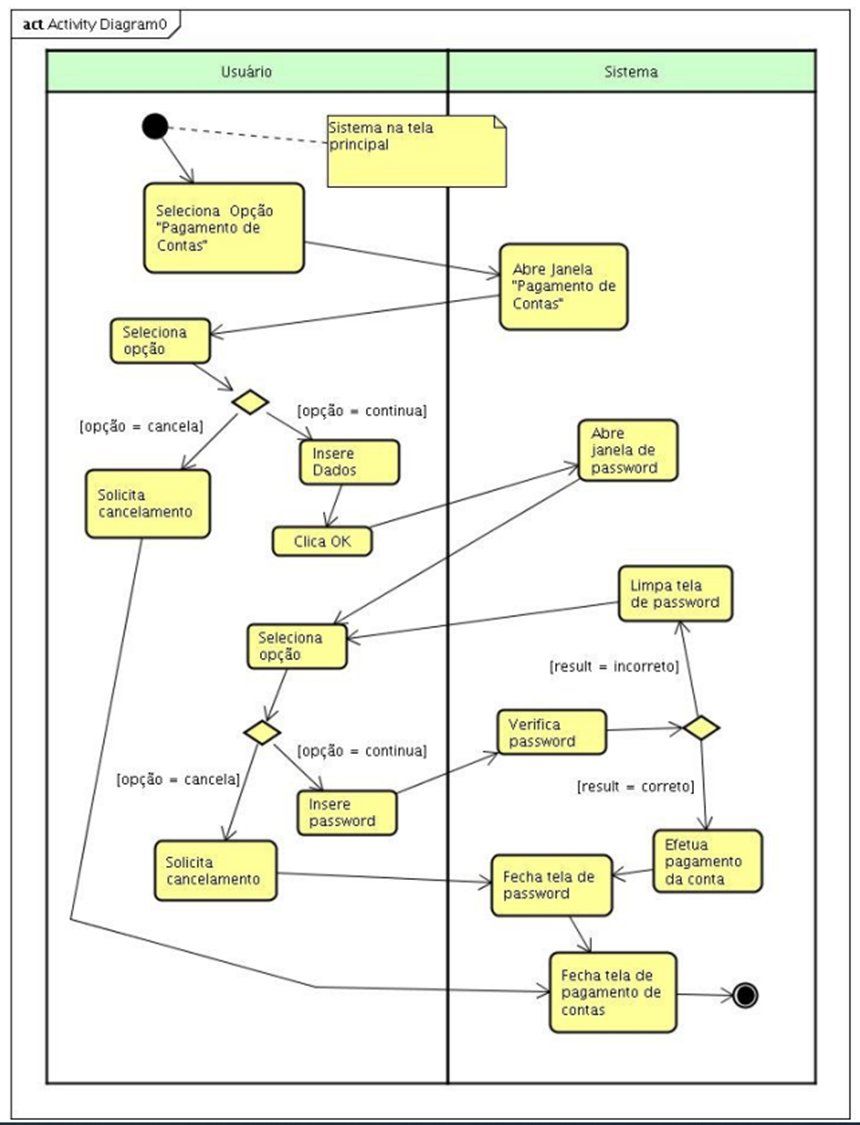 act Activity Diagram0
Usuário
Sistema
Sistema na tela
principal
Seleciona Opção
"Pagamento de
Contas"
Abre Janela
"Pagamento de
Contas"
Seleciona
opção
[opção = cancela]
[opção = continua]
Insere
Dados
Abre
janela de
password
Solicita
cancelamento
Clica OK
Limpa tela
de password
Seleciona
opção
[result = incorreto]
Verifica
password
[opção = continua]
[opção = cancela]
[result = correto]
Insere
password
Solicita
cancelamento
Efetua
pagamento
da conta
Fecha tela de
password
Fecha tela de
pagamento de
contas